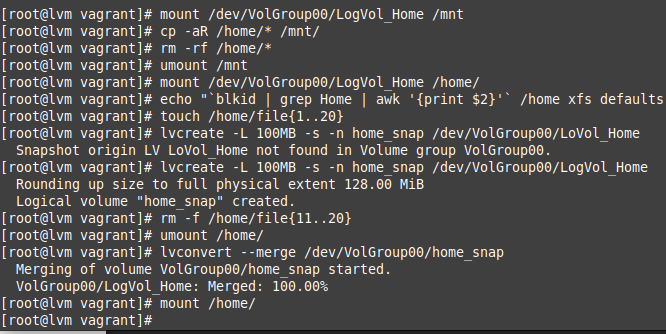 [root@lvm vagrant]# mount /dev/VolGroup00/LogVol_Home /mnt
[root@lvm vagrant]# cp -aR /home/* /mnt/
[root@lvm vagrant]# rm -rf /home/*
[root@lvm vagrant]# umount /mnt
[root@lvm vagrant]# mount /dev/VolGroup00/LogVol_Home /home/
[root@lvm vagrant]# echo "`blkid | grep Home | awk '{print $2}'` /home xfs defaults
[root@lvm vagrant]# touch /home/file{1..20}
[root@lvm vagrant]# lvcreate -L 100MB -s -n home_snap /dev/VolGroup00/LoVol_Home
  Snapshot origin LV LoVol_Home not found in Volume group VolGroup00.
[root@lvm vagrant]# lvcreate -L 100MB -s -n home_snap /dev/VolGroup00/LogVol_Home
  Rounding up size to full physical extent 128.00 MiB
  Logical volume "home_snap" created.
[root@lvm vagrant]# rm -f /home/file{11..20}
[root@lvm vagrant]# umount /home/
[root@lvm vagrant]# lvconvert --merge /dev/VolGroup00/home_snap
  Merging of volume VolGroup00/home_snap started.
  VolGroup00/LogVol_Home: Merged: 100.00%
[root@lvm vagrant]# mount /home/
[root@lvm vagrant]#